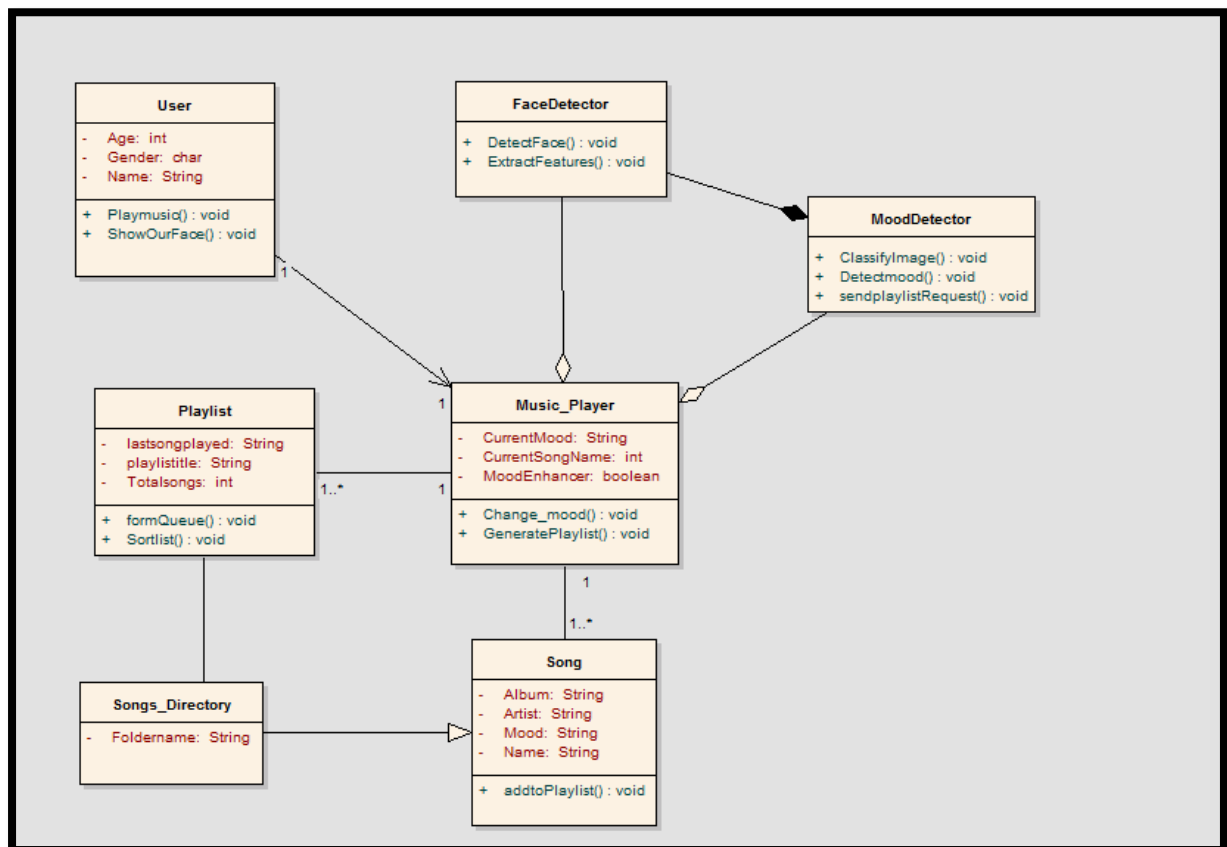 User
- Age: int
- Gender: char
- Name: String
+ Playmusic() : void
+ ShowOurFace() : void
1
FaceDetector
+ DetectFace() : void
+ ExtractFeatures() : void
MoodDetector
+ ClassifyImage() : void
+ Detectmood() : void
+ sendplaylistRequest() : void
Playlist
- lastsongplayed: String
- playlistitle: String
- Totalsongs: int
+ formQueue() : void
+ Sortlist() : void
1..*
1
1
Music_Player
- CurrentMood: String
- CurrentSongName: int
- MoodEnhancer: boolean
+ Change_mood() : void
+ GeneratePlaylist() : void
1
1..*
Songs_Directory
- Foldername: String
Song
- Album: String
- Artist: String
- Mood: String
- Name: String
+ addtoPlaylist() : void